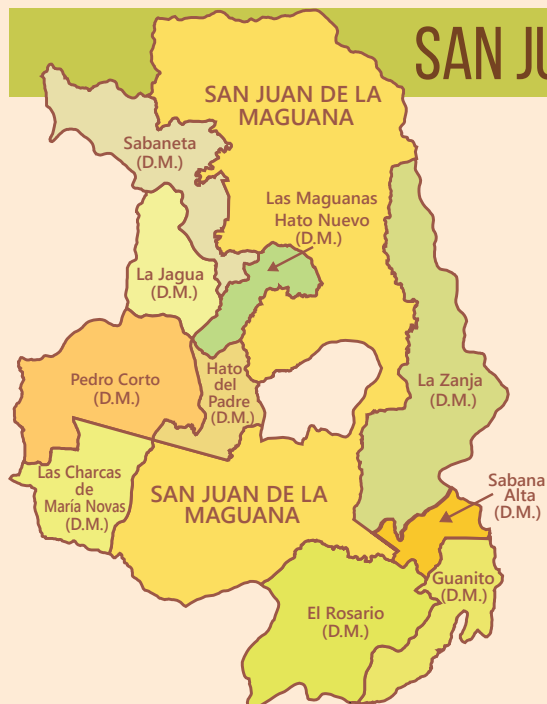 SAN JU
SAN JUAN DE LA
MAGUANA
Sabaneta
(D.M.)
Las Maguanas
Hato Nuevo
(D.M.)
La Jagua
(D.M.)
Pedro Corto
(D.M.)
Hato
del
Padre
(D.M.)
La Zanja
(D.M.)
Las Charcas
de
María Novas
(D.M.)
SAN JUAN DE LA
MAGUANA
Sabana
Alta
(D.M.)
Guanito
(D.M.)
El Rosario
(D.M.)